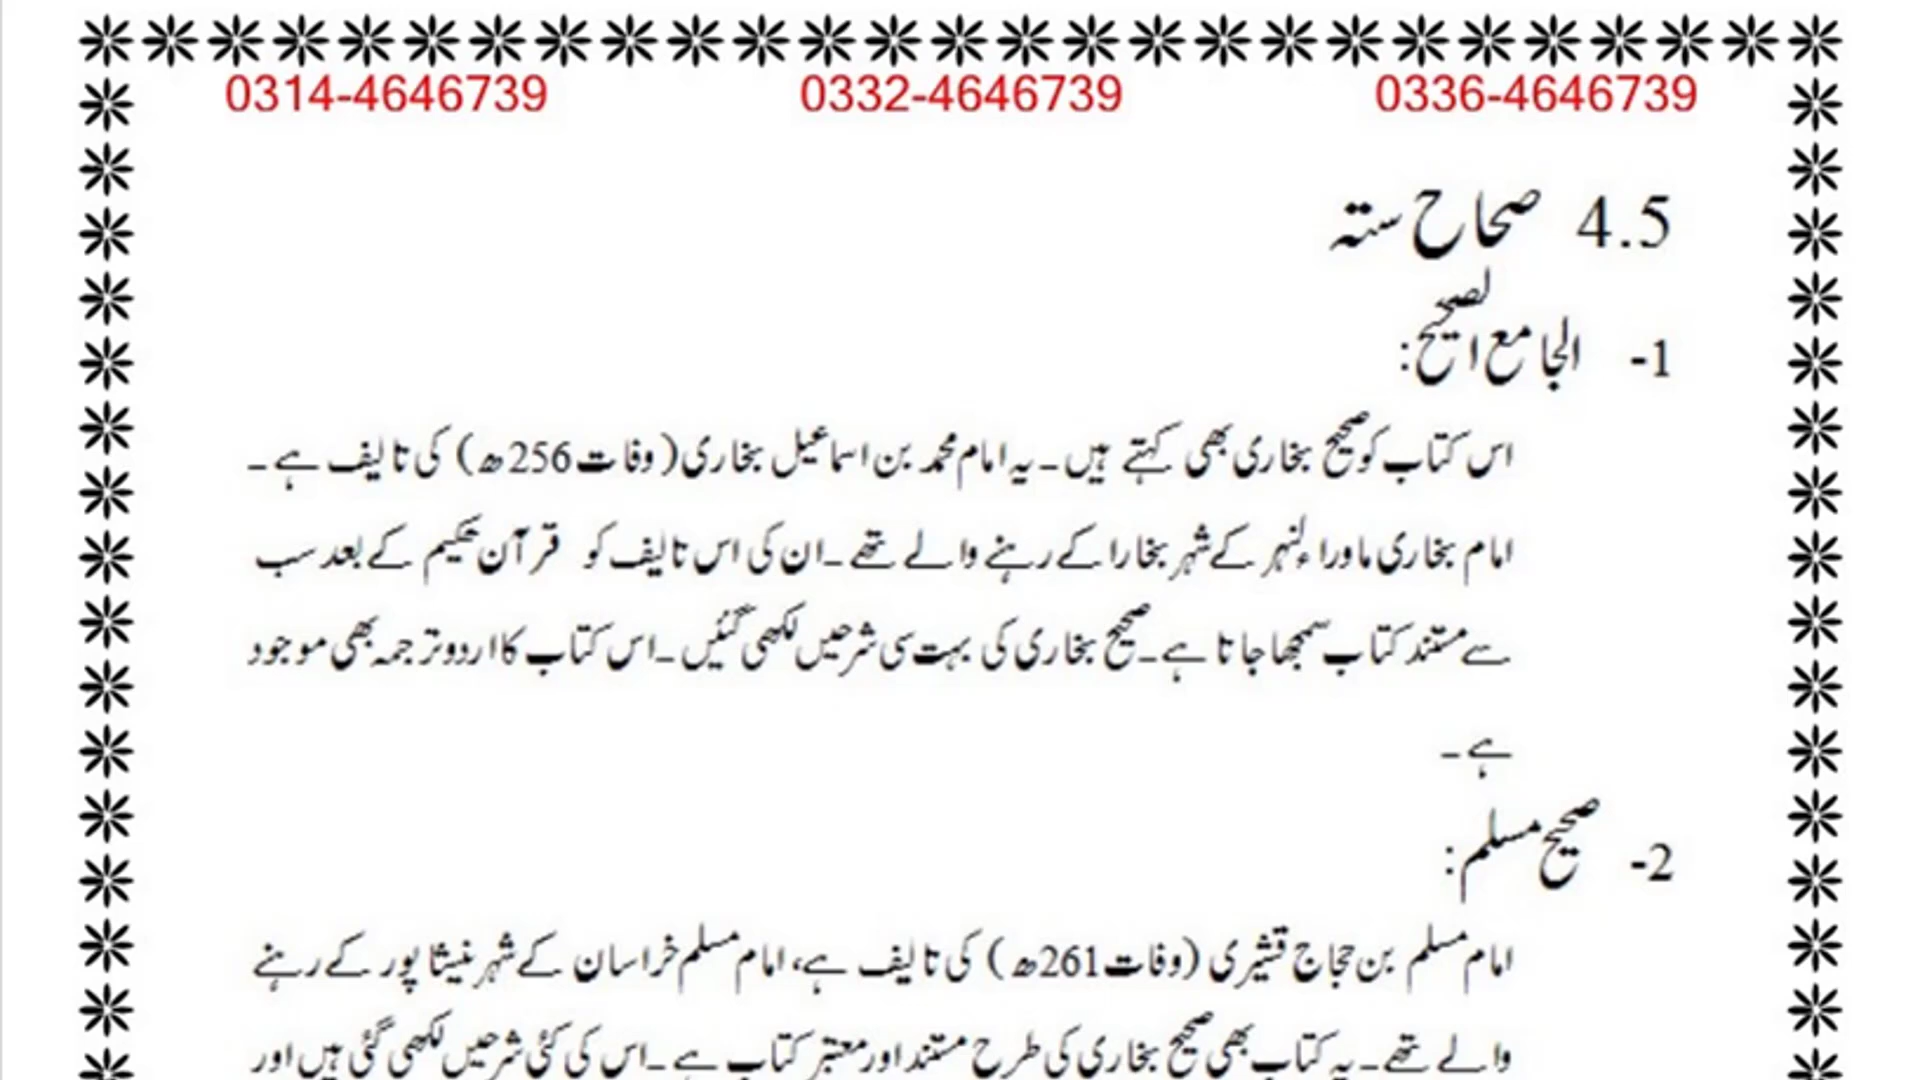 0314-4646739 0332-4646739 0336-4646739
4.5 صحاح ستہ
1- الجامع الصحیح:
اس کتاب کو صحیح بخاری بھی کہتے ہیں۔ یہ امام محمد بن اسماعیل بخاری (وفات 256ھ) کی تالیف ہے۔
امام بخاری ماوراء لنہر کے شہر بخارا کے رہنے والے تھے۔ ان کی اس تالیف کو قرآن حکیم کے بعد سب
سے مستند کتاب سمجھا جاتا ہے۔ صحیح بخاری کی بہت سی شرحیں لکھی گئیں۔ اس کتاب کا اردو ترجمہ بھی موجود
ہے۔
2- صحیح مسلم:
امام مسلم بن حجاج قشیری (وفات 261ھ) کی تالیف ہے، امام مسلم خراسان کے شہر نیشا پور کے رہنے
والے تھے۔ یہ کتاب بھی صحیح بخاری کی طرح مستند اور معتبر کتاب ہے۔ اس کی کئی شرحیں لکھی گئی ہیں اور